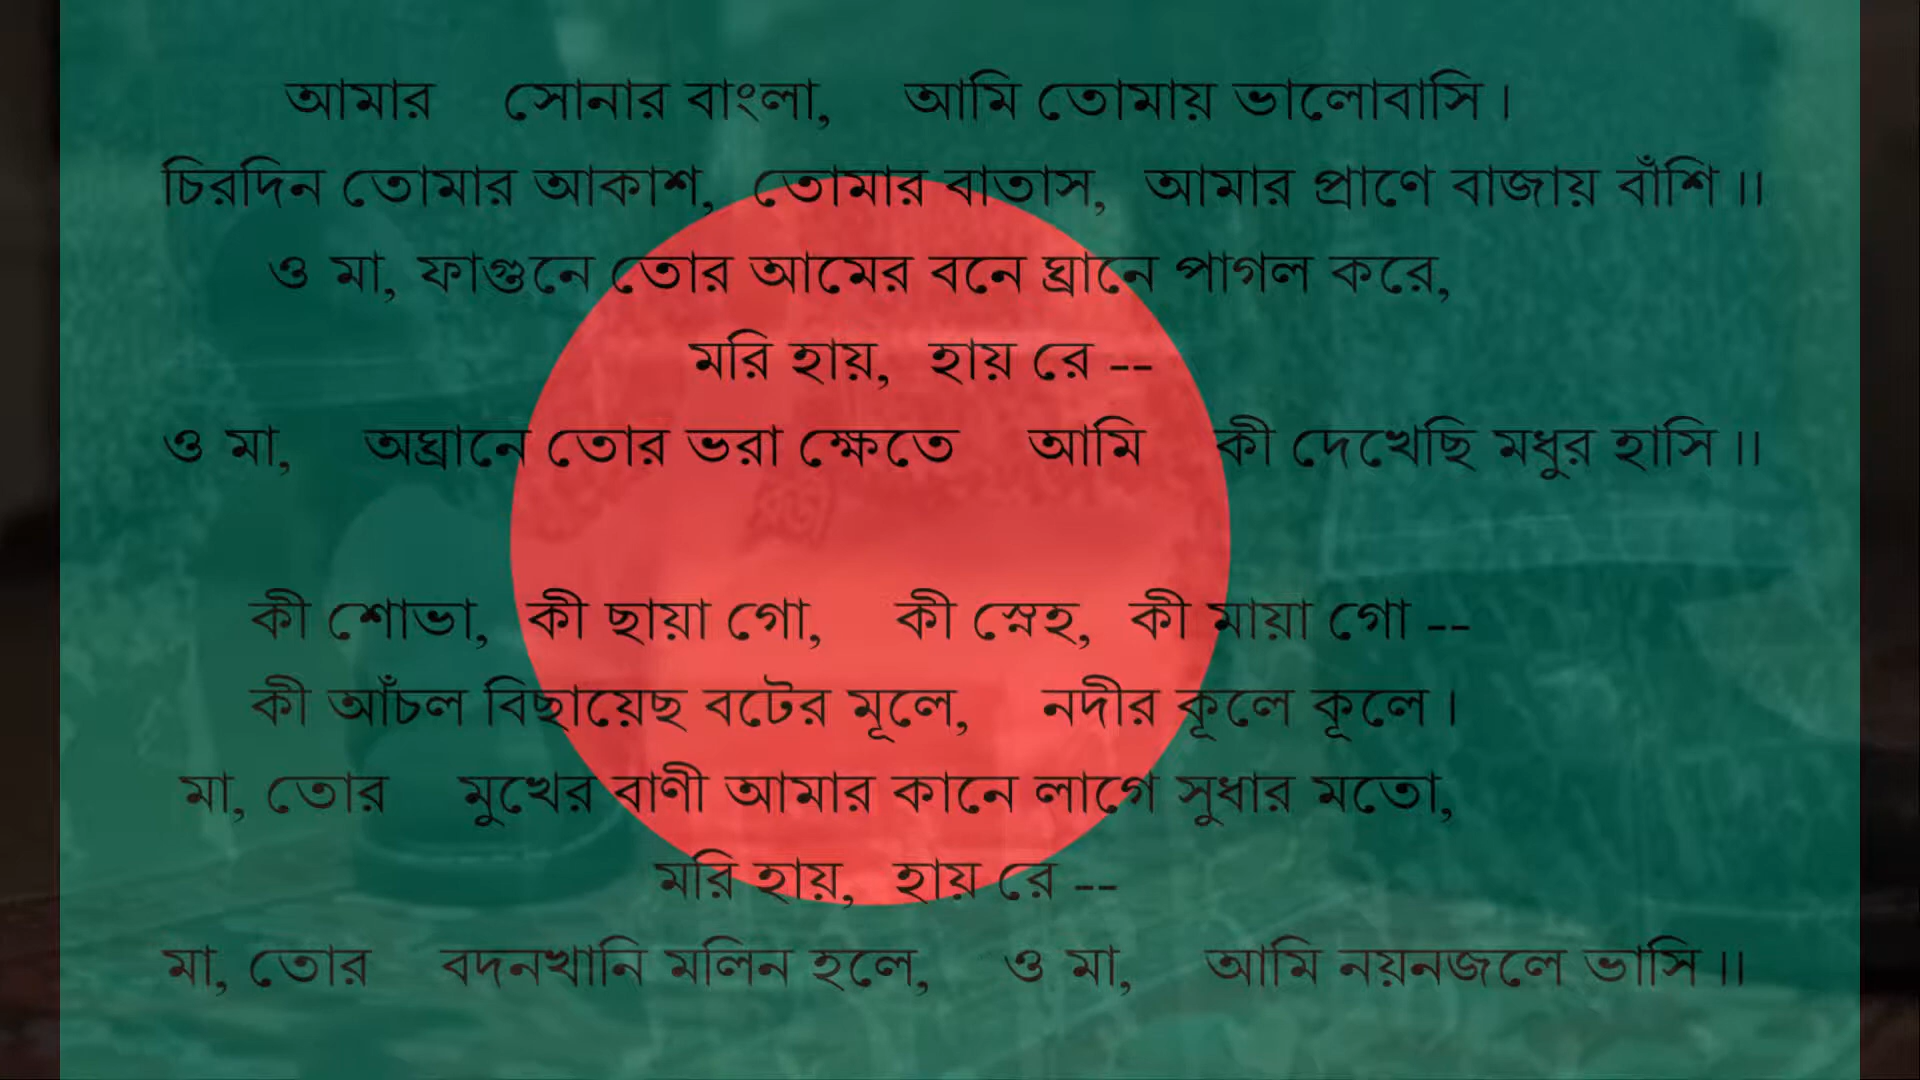 আমার সোনার বাংলা, আমি তোমায় ভালোবাসি।
চিরদিন তোমার আকাশ, তোমার বাতাস, আমার প্রাণে বাজায় বাঁশি।।
ও মা, ফাগুনে তোর আমের বনে ঘ্রানে পাগল করে,
মরি হায়, হায় রে --
ও মা, অঘ্রানে তোর ভরা ক্ষেতে আমি কী দেখেছি মধুর হাসি।।
কী শোভা, কী ছায়া গো, কী স্নেহ, কী মায়া গো --
কী আঁচল বিছায়েছ বটের মূলে, নদীর কূলে কূলে।
মা, তোর মুখের বাণী আমার কানে লাগে সুধার মতো,
মরি হায়, হায় রে --
মা, তোর বদনখানি মলিন হলে, ও মা, আমি নয়নজলে ভাসি।।